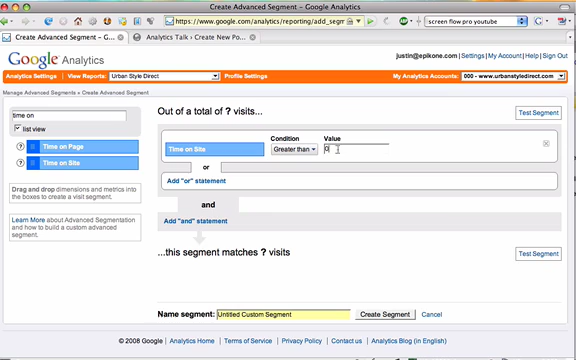 Create Advanced Segment - Google Analytics
https://www.google.com/analytics/reporting/add_segr
screen flow pro youtube
Create Advanced Segment - G...
Analytics Talk › Create New Po...
Google Analytics
justin@epikone.com | Settings | My Account | Help | Sign Out
Analytics Settings | View Reports: Urban Style Direct Profile Settings My Analytics Accounts: 000 - www.urbanstyledirect.com
Manage Advanced Segments » Create Advanced Segment
time on
list view
Time on Page
Time on Site
Drag and drop dimensions and metrics into the boxes to create a visit segment.
Learn More about Advanced Segmentation and how to build a custom advanced segment.
Out of a total of ? visits...
Test Segment
Condition Value
Time on Site Greater than 0
or
Add "or" statement
and
Add "and" statement
...this segment matches ? visits
Test Segment
Name segment: Untitled Custom Segment Create Segment Cancel
© 2008 Google | Analytics Home | Terms of Service | Privacy Policy | Contact us | Analytics Blog (in English)